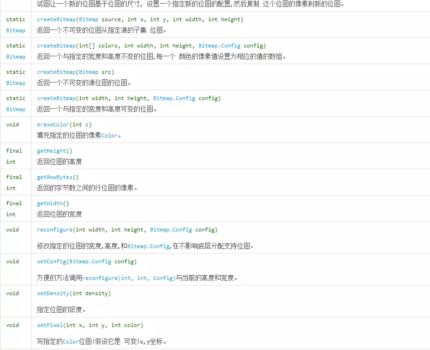 试图让一个新的位图基于位图的尺寸, 设置一个指定新的位图的配置,然后复制 这个位图的像素到新的位图。
static Bitmap createBitmap(Bitmap source, int x, int y, int width, int height)
返回一个不可变的位图从指定源的子集 位图。
static Bitmap createBitmap(int[] colors, int width, int height, Bitmap.Config config)
返回一个与指定的宽度和高度不变的位图,每一个 颜色的像素值设置为相应的值的数组。
static Bitmap createBitmap(Bitmap src)
返回一个不可变的源位图的位图。
static Bitmap createBitmap(int width, int height, Bitmap.Config config)
返回一个与指定的宽度和高度可变的位图。
void eraseColor(int c)
填充指定的位图的像素Color。
final int getHeight()
返回位图的高度
final int getRowBytes()
返回的字节数之间的行位图的像素。
final int getWidth()
返回位图的宽度
void reconfigure(int width, int height, Bitmap.Config config)
修改指定的位图的宽度,高度,和Bitmap.Config,在不影响底层分配支持位图。
void setConfig(Bitmap.Config config)
方便的方法调用reconfigure(int, int, Config)与当前的高度和宽度。
void setDensity(int density)
指定位图的密度。
void setPixel(int x, int y, int color)
写指定的Color位图(假设它是 可变)x,y坐标。